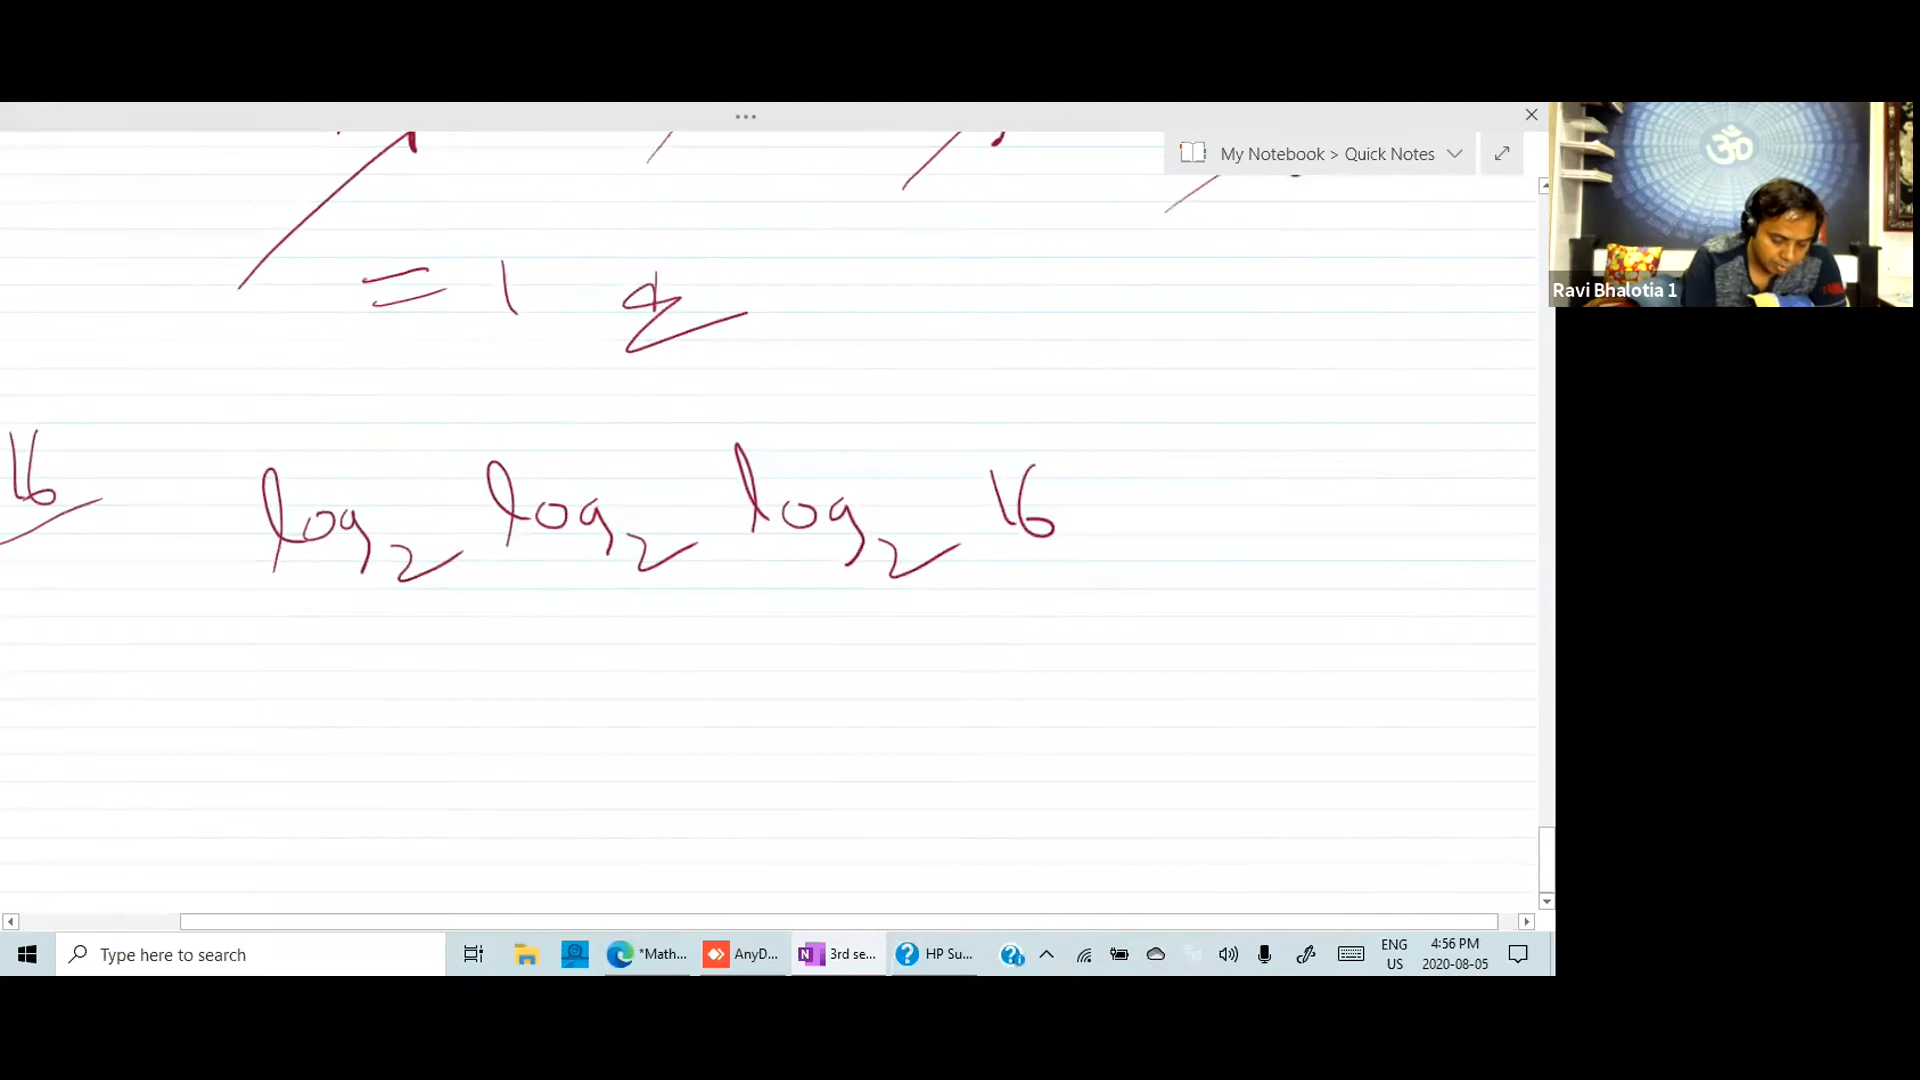 My Notebook > Quick Notes
Ravi Bhalotia 1
= 1
16 log₂ log₂ log₂ 16
Type here to search
*Math...
AnyD...
3rd se...
HP Su...
ENG
US
4:56 PM
2020-08-05